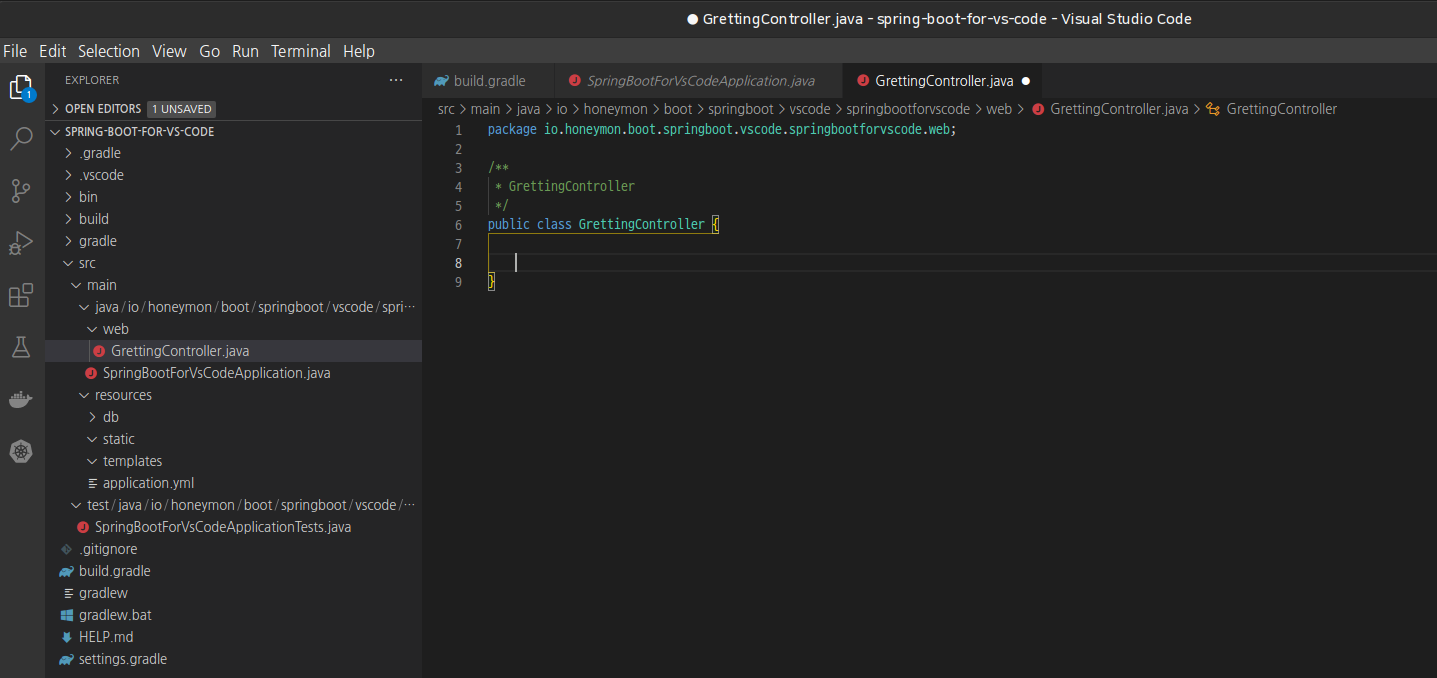 ● GrettingController.java - spring-boot-for-vs-code - Visual Studio Code
File Edit Selection View Go Run Terminal Help
1
EXPLORER ···
OPEN EDITORS 1 UNSAVED
SPRING-BOOT-FOR-VS-CODE
.gradle
.vscode
bin
build
gradle
src
main
java/io/honeymon/boot/springboot/vscode/spri···
web
GrettingController.java
SpringBootForVsCodeApplication.java
resources
db
static
templates
application.yml
test/java/io/honeymon/boot/springboot/vscode/···
SpringBootForVsCodeApplicationTests.java
.gitignore
build.gradle
gradlew
gradlew.bat
HELP.md
settings.gradle
build.gradle SpringBootForVsCodeApplication.java GrettingController.java ●
src > main > java > io > honeymon > boot > springboot > vscode > springbootforvscode > web > GrettingController.java > GrettingController
1 package io.honeymon.boot.springboot.vscode.springbootforvscode.web;
2
3 /**
4 * GrettingController
5 */
6 public class GrettingController {
7
8
9 }